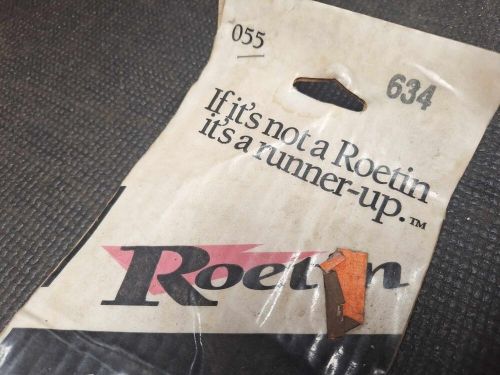 055
634
If it's not a Roetin
it's a runner-up.™
Roetin